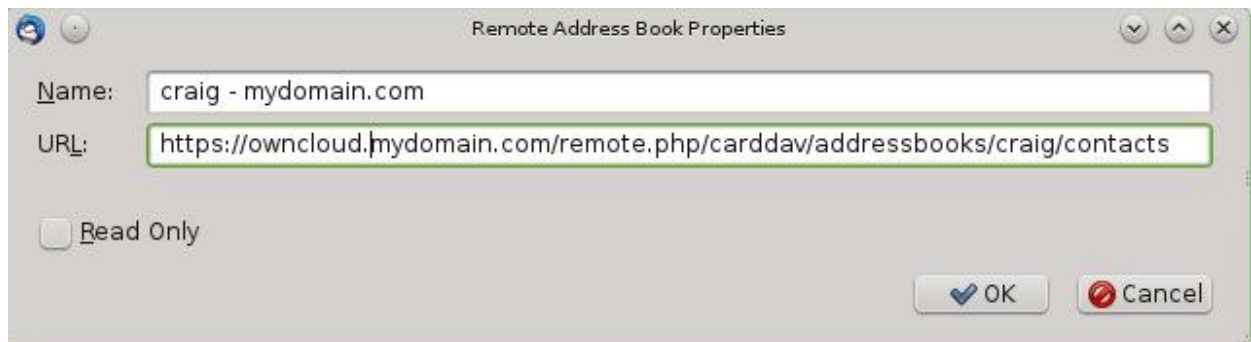 Remote Address Book Properties
Name: craig - mydomain.com
URL: https://owncloud.mydomain.com/remote.php/carddav/addressbooks/craig/contacts
Read Only
OK Cancel